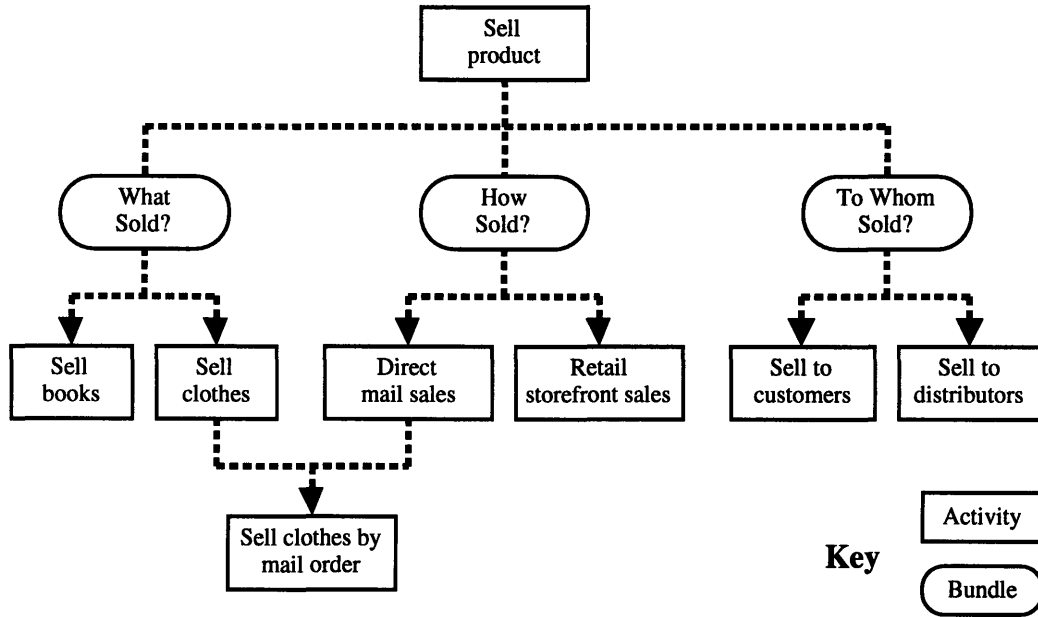 Sell
product
What
Sold?
How
Sold?
To Whom
Sold?
Sell
books
Sell
clothes
Direct
mail sales
Retail
storefront sales
Sell to
customers
Sell to
distributors
Sell clothes by
mail order
Key
Activity
Bundle